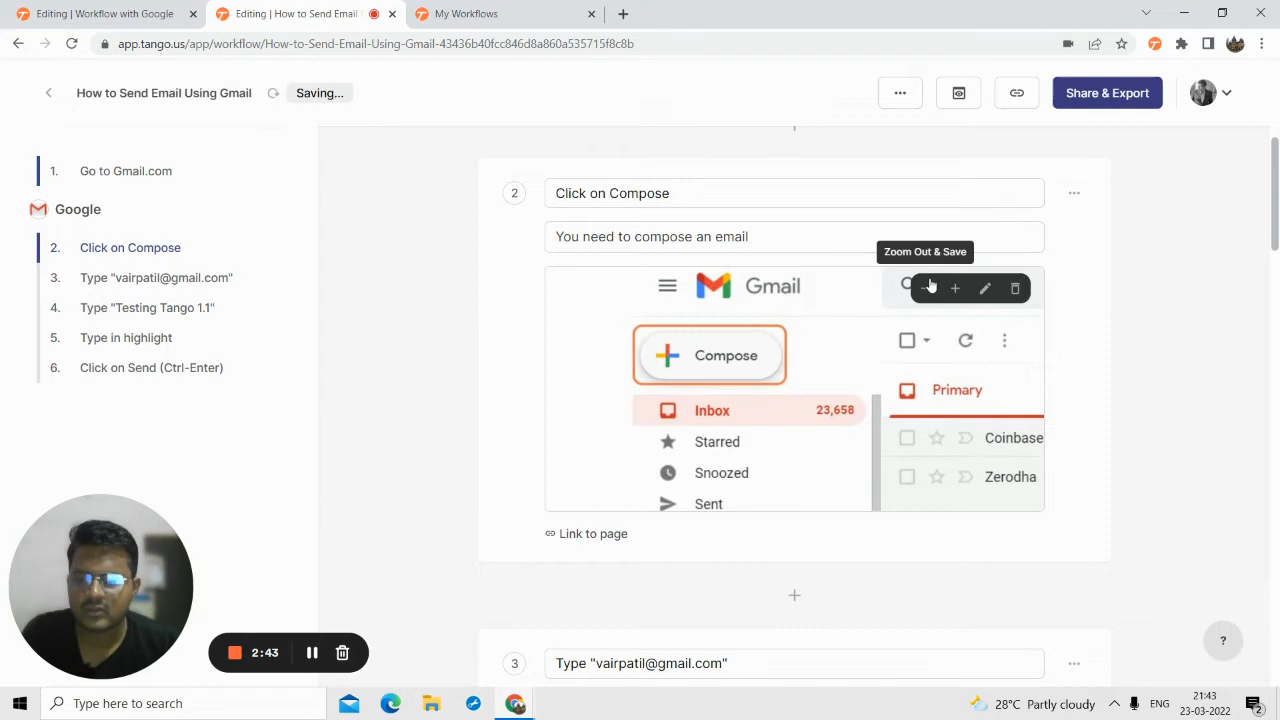 Editing | Workflow with Google
Editing | How to Send Email
My Workflows
app.tango.us/app/workflow/How-to-Send-Email-Using-Gmail-43436b40fcc846d8a860a535715f8c8b
How to Send Email Using Gmail
Saving...
Share & Export
1. Go to Gmail.com
Google
2. Click on Compose
3. Type "vairpatil@gmail.com"
4. Type "Testing Tango 1.1"
5. Type in highlight
6. Click on Send (Ctrl-Enter)
2
Click on Compose
You need to compose an email
Zoom Out & Save
Gmail
Compose
Primary
Inbox 23,658
Starred
Coinbase
Snoozed
Zerodha
Sent
Link to page
3
Type "vairpatil@gmail.com"
?
2:43
Type here to search
28°C Partly cloudy
ENG
21:43
23-03-2022
2